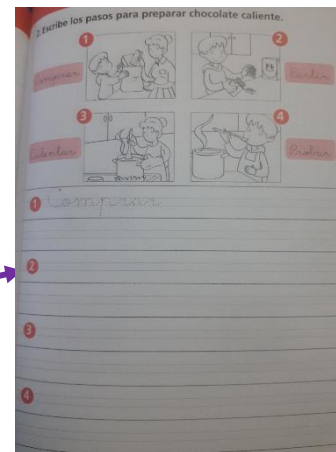 2. Escribe los pasos para preparar chocolate caliente.
1
2
Comprar
Partir
3
4
Calentar
Probar
1 Comprar
2
3
4